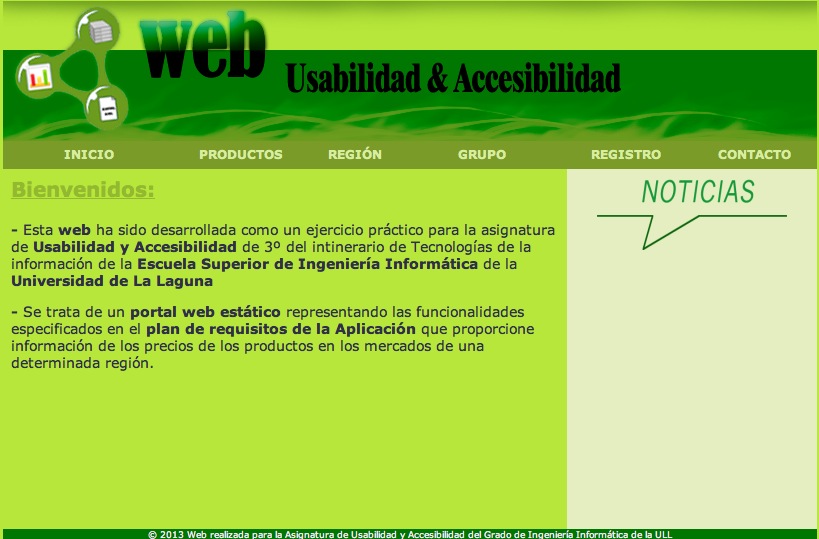 web
Usabilidad & Accesibilidad
INICIO PRODUCTOS REGIÓN GRUPO REGISTRO CONTACTO
Bienvenidos:
- Esta web ha sido desarrollada como un ejercicio práctico para la asignatura
de Usabilidad y Accesibilidad de 3º del intinerario de Tecnologías de la
información de la Escuela Superior de Ingeniería Informática de la
Universidad de La Laguna
- Se trata de un portal web estático representando las funcionalidades
especificados en el plan de requisitos de la Aplicación que proporcione
información de los precios de los productos en los mercados de una
determinada región.
NOTICIAS
© 2013 Web realizada para la Asignatura de Usabilidad y Accesibilidad del Grado de Ingeniería Informática de la ULL